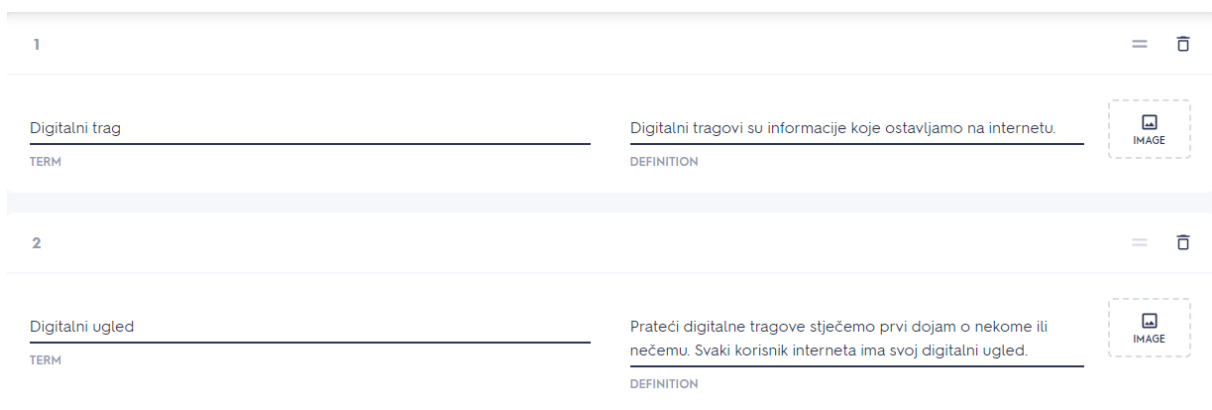 1
Digitalni trag
Digitalni tragovi su informacije koje ostavljamo na internetu.
IMAGE
TERM
DEFINITION
2
Digitalni ugled
Prateći digitalne tragove stječemo prvi dojam o nekome ili
nečemu. Svaki korisnik interneta ima svoj digitalni ugled.
IMAGE
TERM
DEFINITION